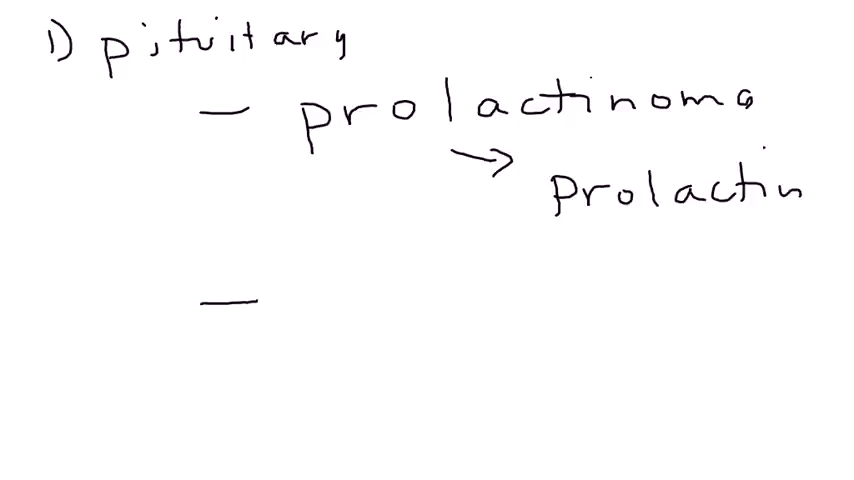 1) pituitary
— prolactinoma
→ prolactin
—